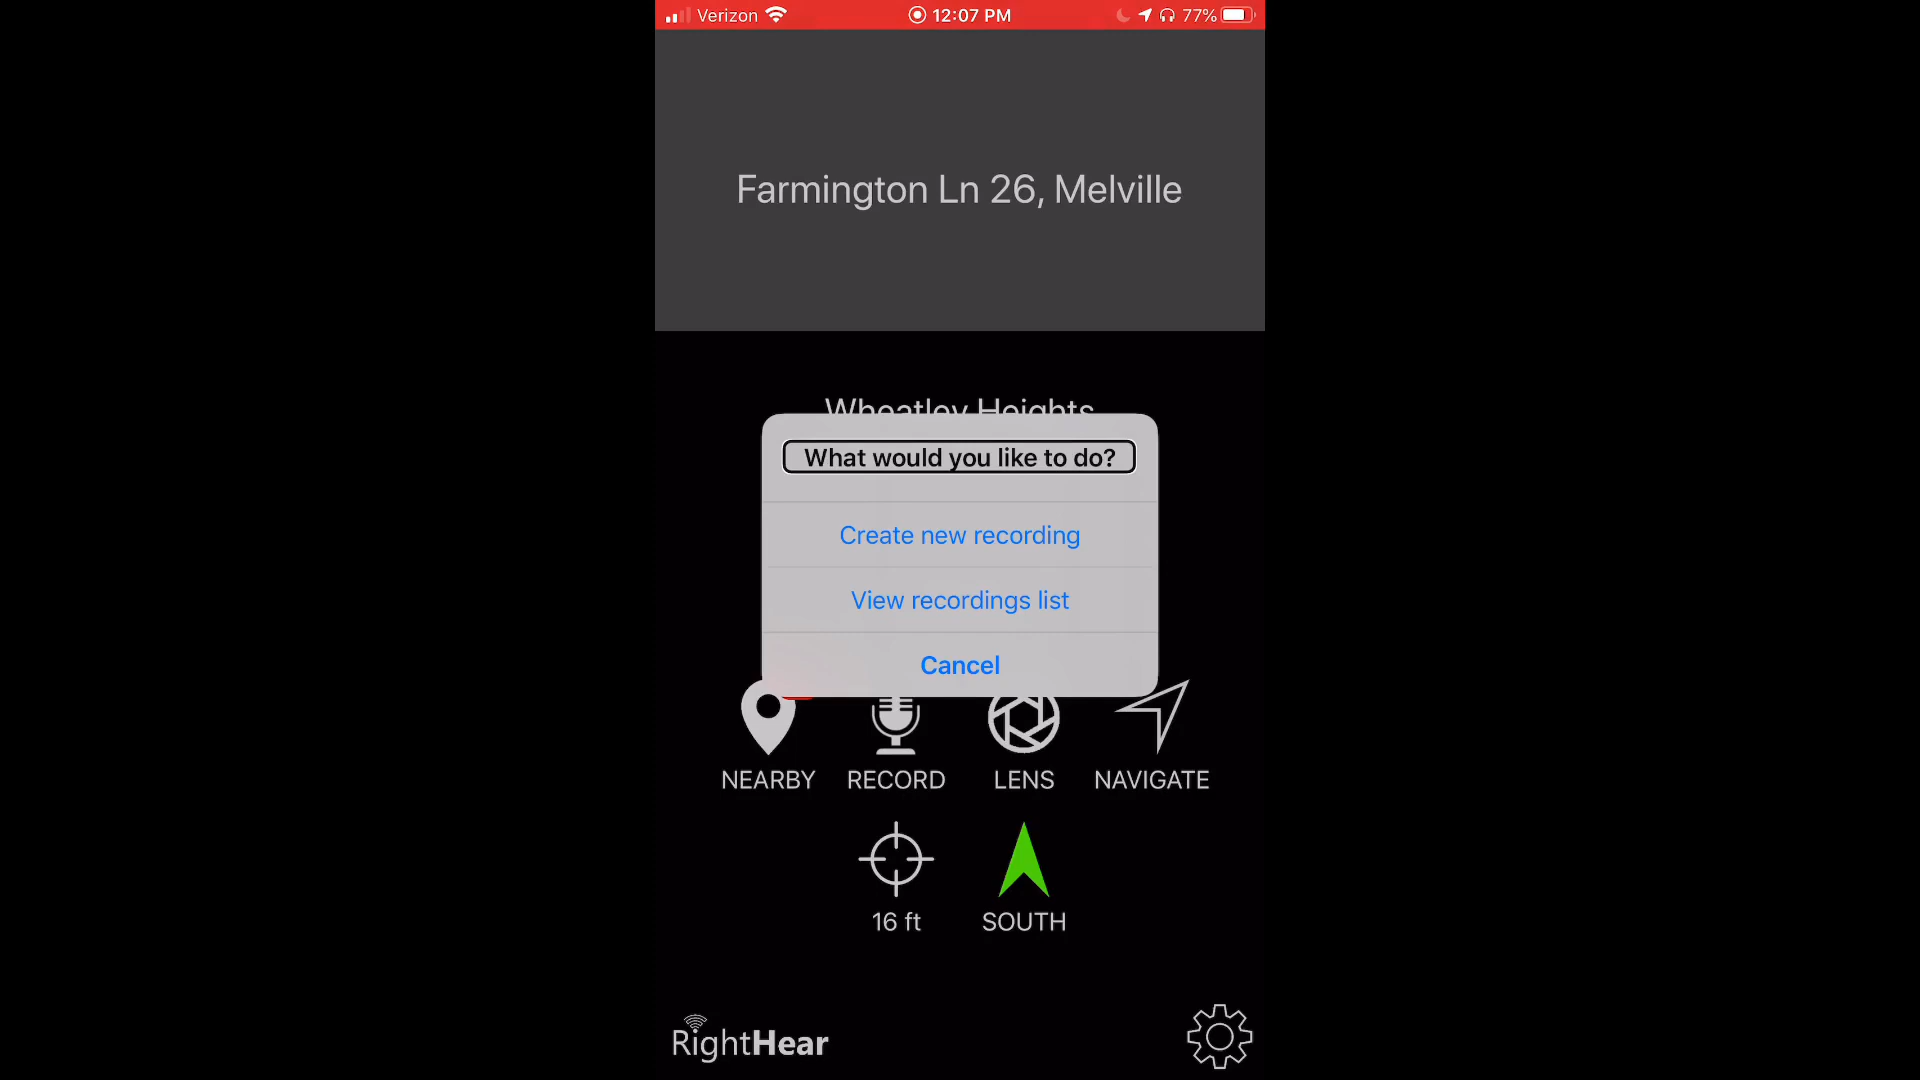 Verizon 12:07 PM 77%
Farmington Ln 26, Melville
Wheatley Heights
What would you like to do?
Create new recording
View recordings list
Cancel
NEARBY RECORD LENS NAVIGATE
16 ft SOUTH
RightHear